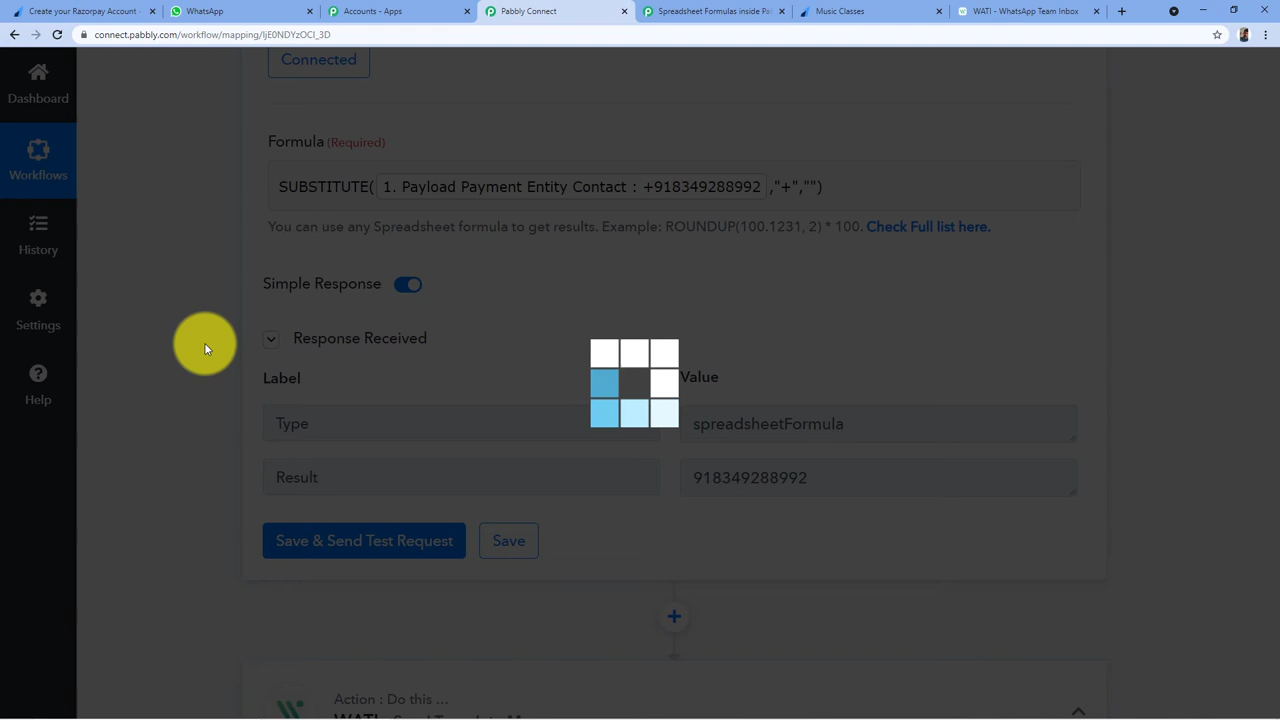 Create your Razorpay Account -
WhatsApp
Accounts - Apps
Pabbly Connect
Spreadsheet Formulas inside Pa
Music Classes
WATI - WhatsApp Team Inbox
connect.pabbly.com/workflow/mapping/IjE0NDYzOCI_3D
Connected
Dashboard
Workflows
History
Settings
Help
Formula (Required)
SUBSTITUTE( 1. Payload Payment Entity Contact : +918349288992 ,"+","")
You can use any Spreadsheet formula to get results. Example: ROUNDUP(100.1231, 2) * 100. Check Full list here.
Simple Response
Response Received
Label
Value
Type
spreadsheetFormula
Result
918349288992
Save & Send Test Request
Save
Action : Do this ...